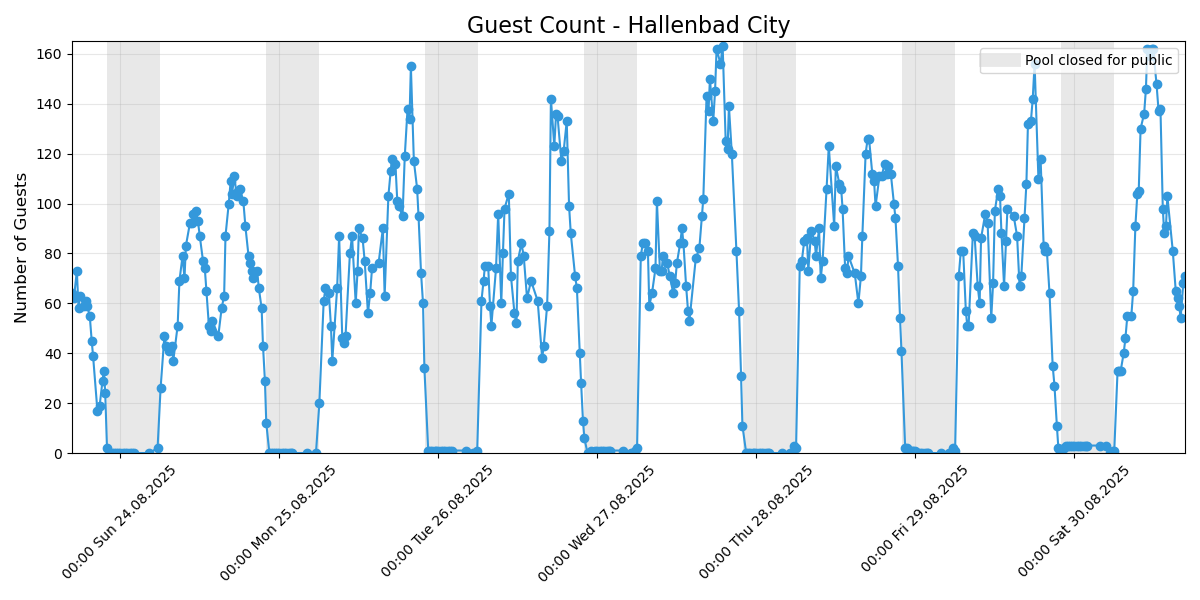 Guest Count - Hallenbad City
Pool closed for public
Number of Guests
160
140
120
100
80
60
40
20
0
00:00 Sun 24.08.2025
00:00 Mon 25.08.2025
00:00 Tue 26.08.2025
00:00 Wed 27.08.2025
00:00 Thu 28.08.2025
00:00 Fri 29.08.2025
00:00 Sat 30.08.2025